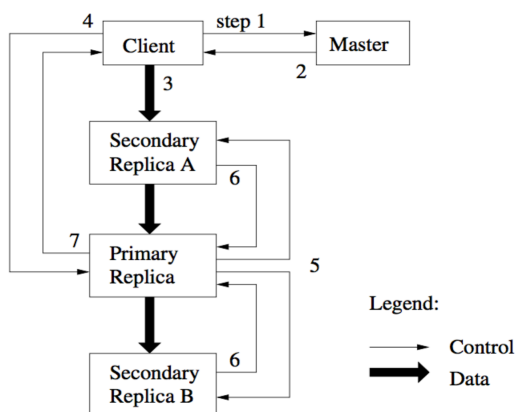 4
step 1
Client
Master
2
3
Secondary
Replica A
6
7
Primary
Replica
5
Legend:
6
Control
Secondary
Replica B
Data